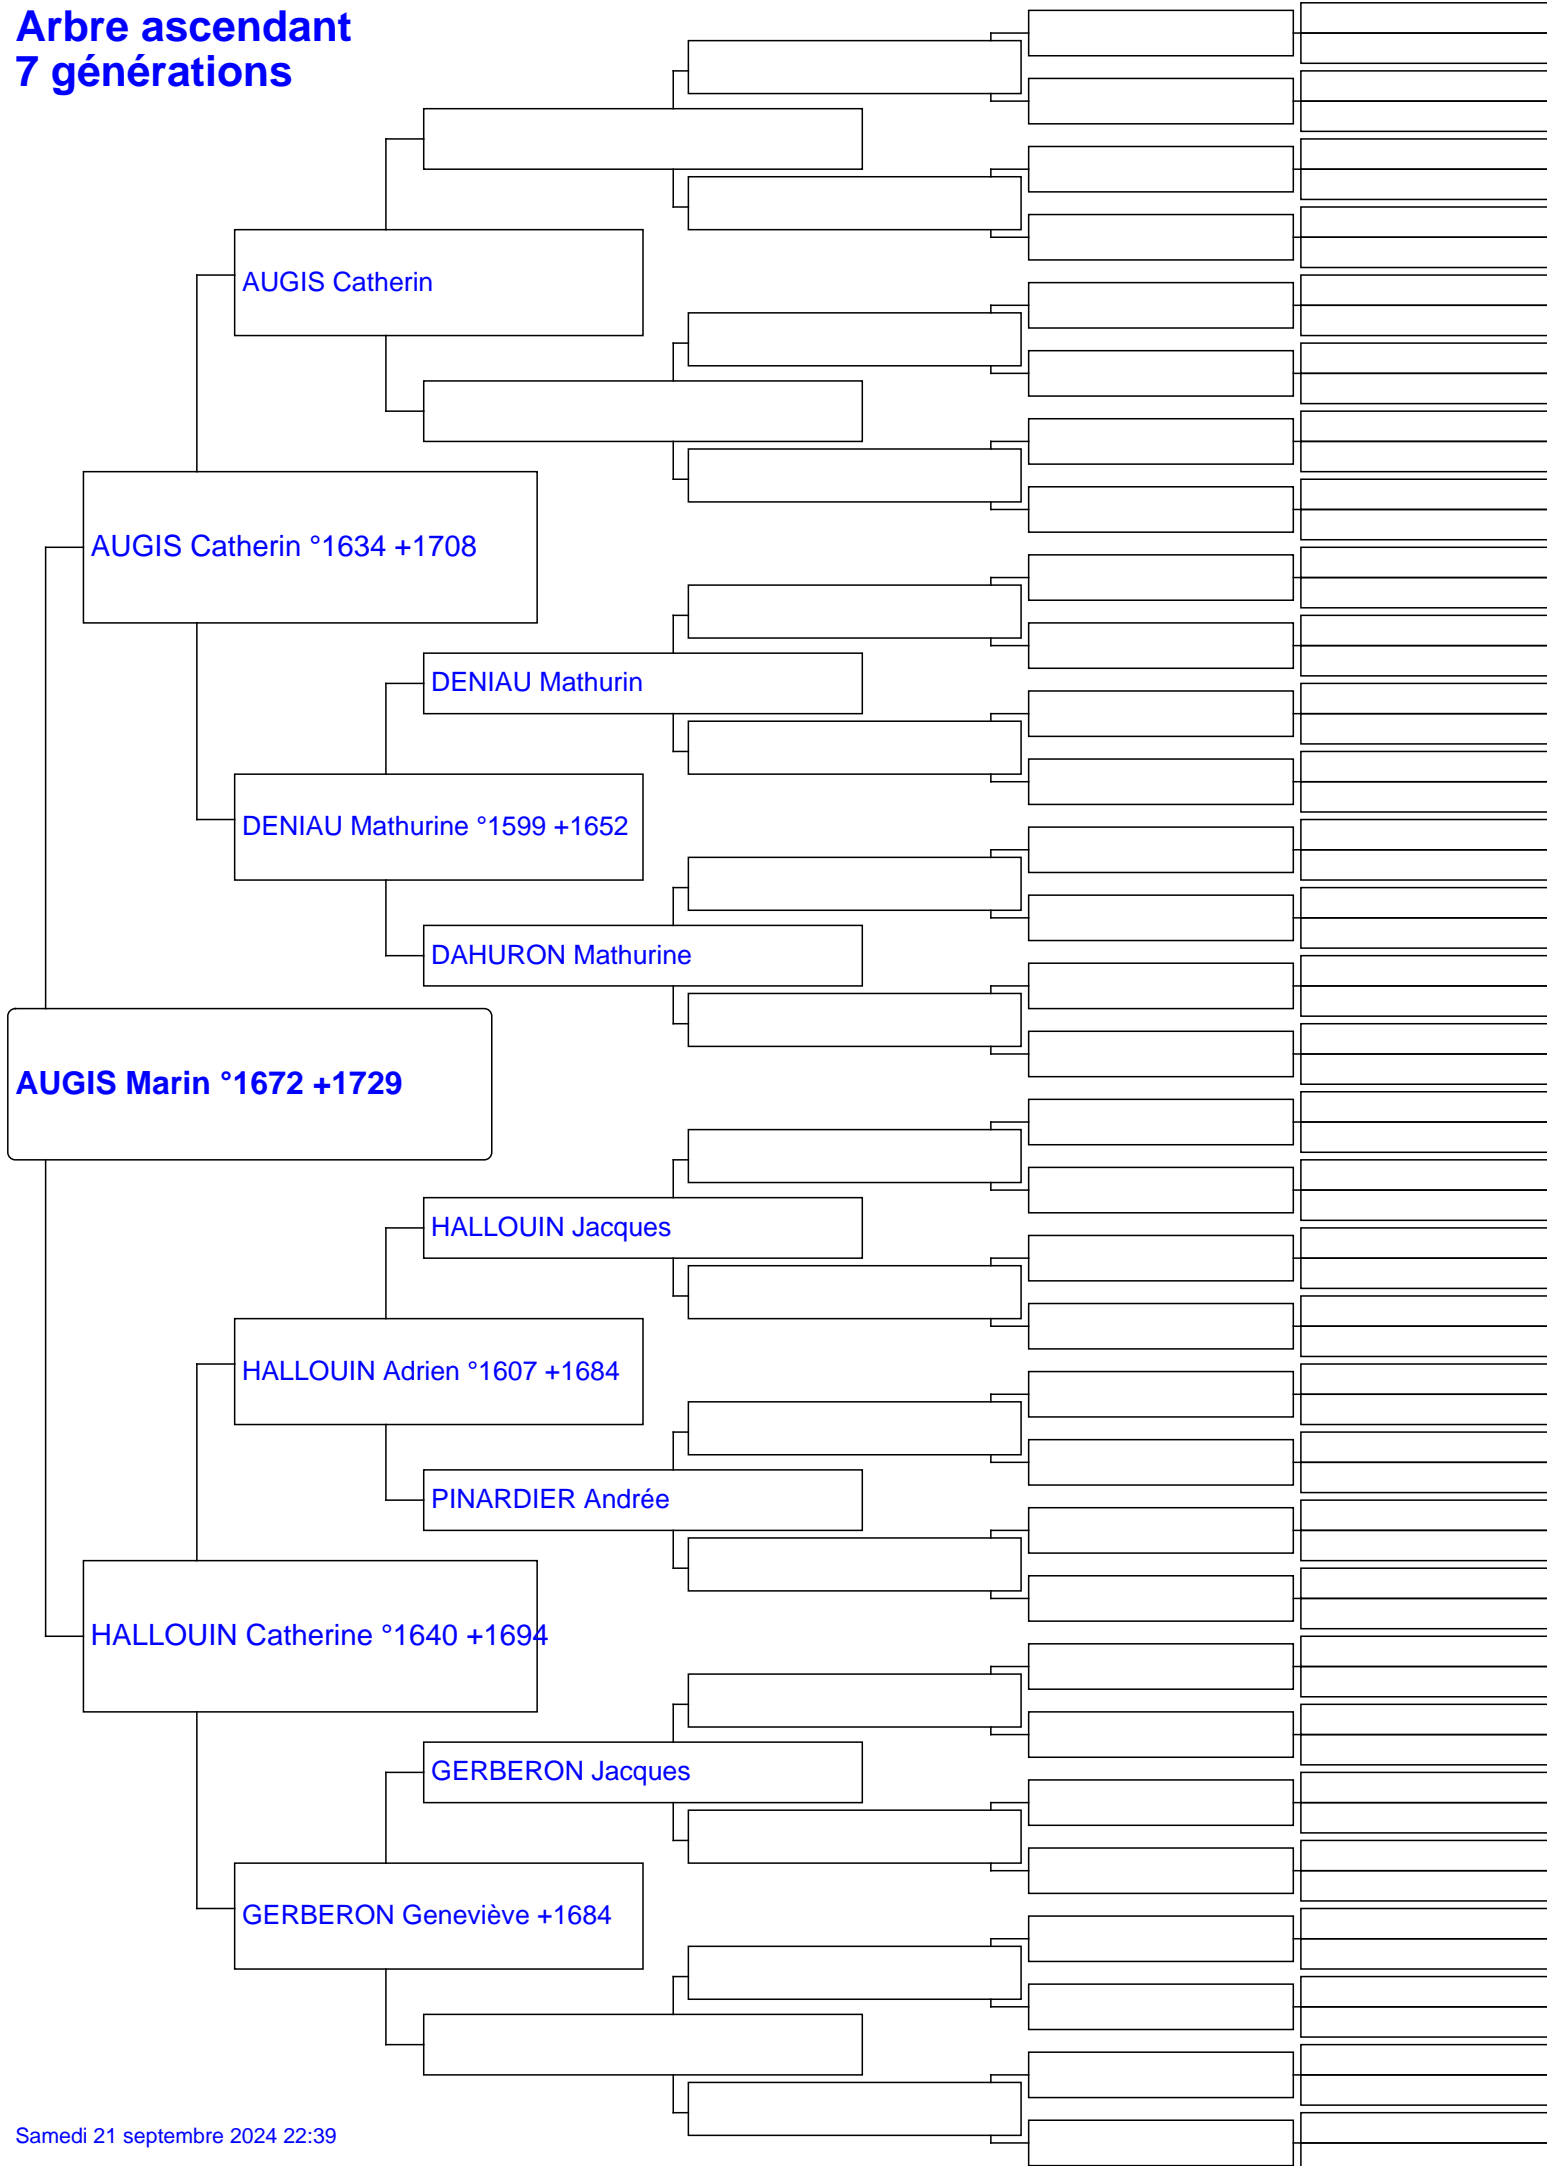 Arbre ascendant
7 générations
AUGIS Catherin
AUGIS Catherin °1634 +1708
DENIAU Mathurin
DENIAU Mathurine °1599 +1652
DAHURON Mathurine
AUGIS Marin °1672 +1729
HALLOUIN Jacques
HALLOUIN Adrien °1607 +1684
PINARDIER Andrée
HALLOUIN Catherine °1640 +1694
GERBERON Jacques
GERBERON Geneviève +1684
Samedi 21 septembre 2024 22:39